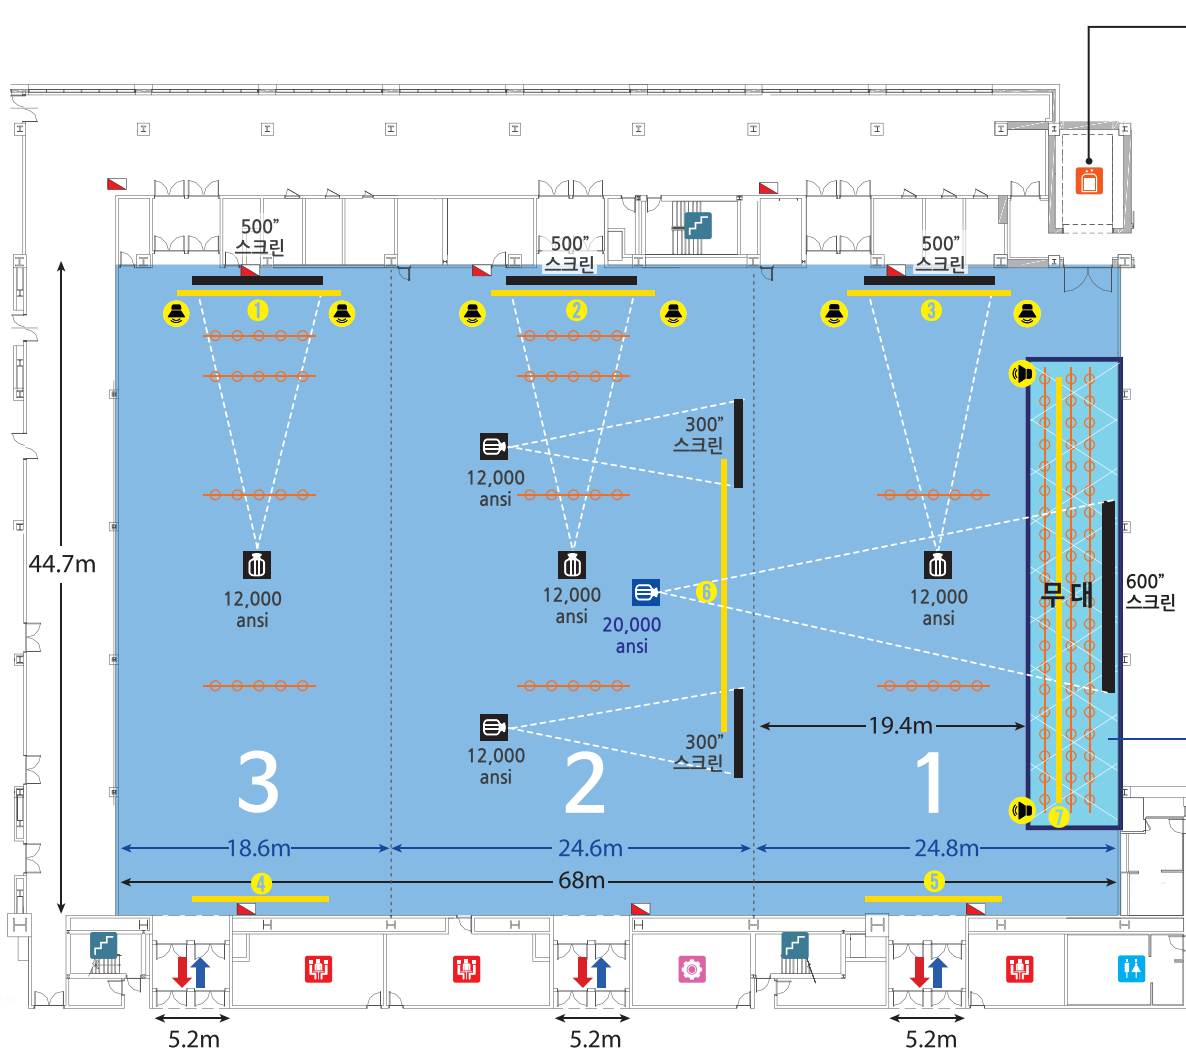 500”
스크린
500”
스크린
500”
스크린
1
2
3
300”
스크린
12,000
ansi
44.7m
12,000
ansi
12,000
ansi
6
20,000
ansi
12,000
ansi
무대
600”
스크린
19.4m
12,000
ansi
300”
스크린
3
2
1
7
18.6m
24.6m
24.8m
68m
4
5
5.2m
5.2m
5.2m